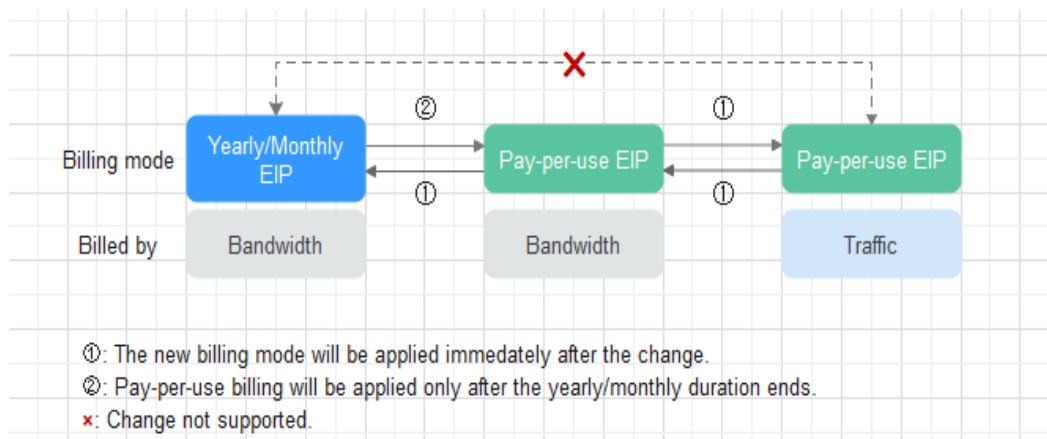 ×
② ①
Billing mode
Yearly/Monthly
EIP
Pay-per-use EIP
Pay-per-use EIP
① ①
Billed by
Bandwidth
Bandwidth
Traffic
①: The new billing mode will be applied immedately after the change.
②: Pay-per-use billing will be applied only after the yearly/monthly duration ends.
×: Change not supported.